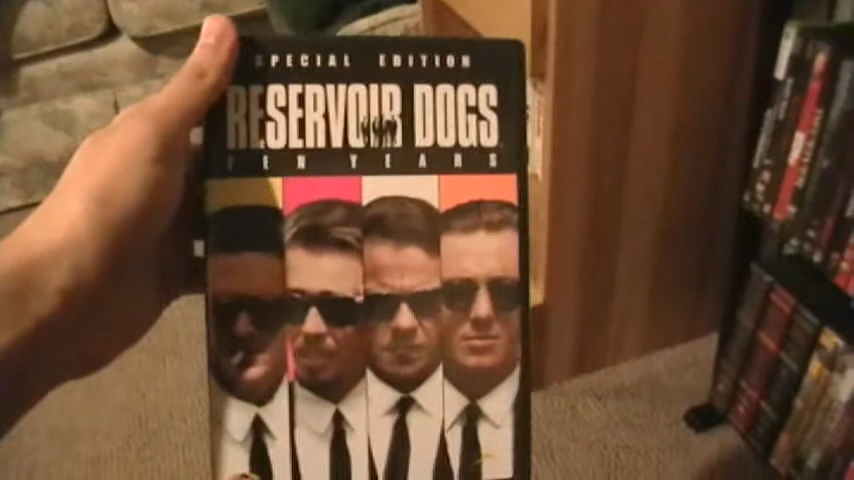 SPECIAL EDITION
RESERVOIR DOGS
TEN YEARS